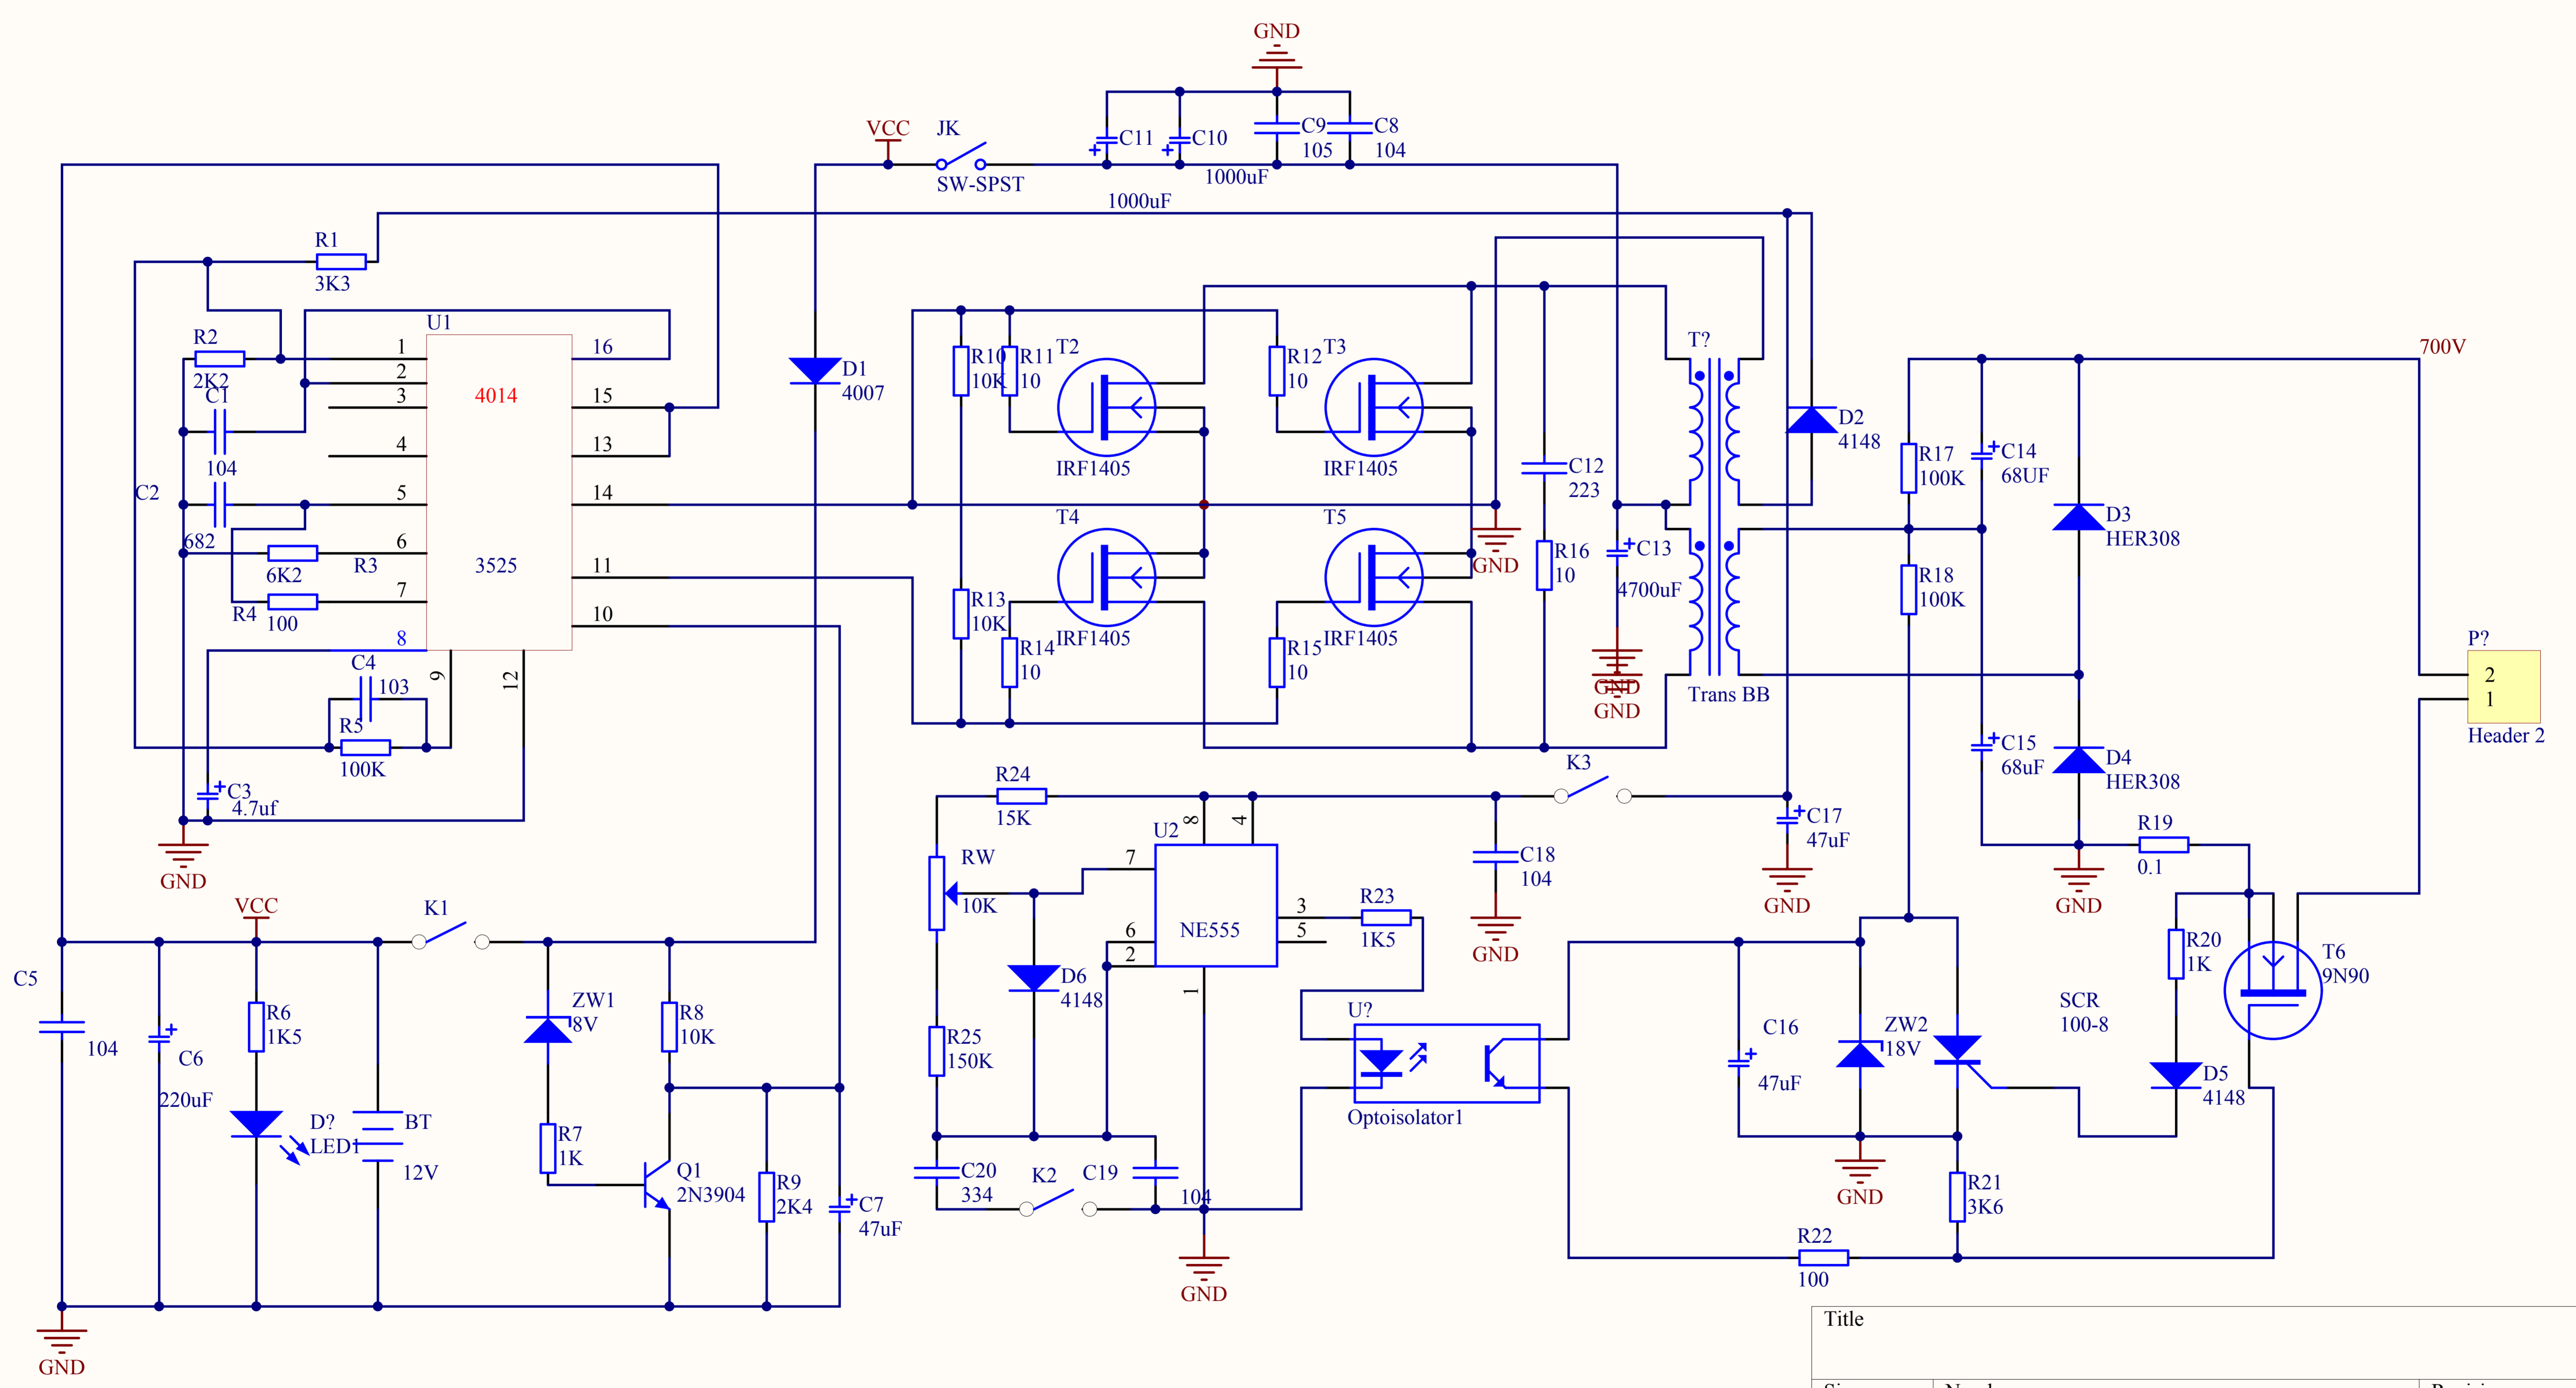 GND
VCC
JK
SW-SPST
C11
C10
C9
105
C8
104
1000uF
1000uF
R1
3K3
U1
R2
2K2
C1
104
C2
682
6K2
R3
R4
100
1
2
3
4
5
6
7
8
9
12
16
15
13
14
11
10
4014
3525
C4
103
R5
100K
C3
4.7uf
GND
D1
4007
R10
10K
R11
10
T2
IRF1405
R12
10
T3
IRF1405
T4
IRF1405
T5
IRF1405
R13
10K
R14
10
R15
10
GND
C12
223
R16
10
C13
4700uF
GND
GND
T?
Trans BB
D2
4148
R17
100K
C14
68UF
R18
100K
D3
HER308
C15
68uF
D4
HER308
700V
P?
2
1
Header 2
R19
0.1
GND
VCC
K1
C5
104
C6
220uF
R6
1K5
D?
LED1
BT
12V
ZW1
8V
R7
1K
R8
10K
Q1
2N3904
R9
2K4
C7
47uF
GND
R24
15K
RW
10K
R25
150K
D6
4148
U2
8
4
7
6
2
1
3
5
NE555
R23
1K5
C18
104
GND
K3
C17
47uF
GND
U?
Optoisolator1
C20
334
K2
C19
104
GND
C16
47uF
ZW2
18V
GND
SCR
100-8
R20
1K
D5
4148
T6
9N90
R21
3K6
R22
100
Title